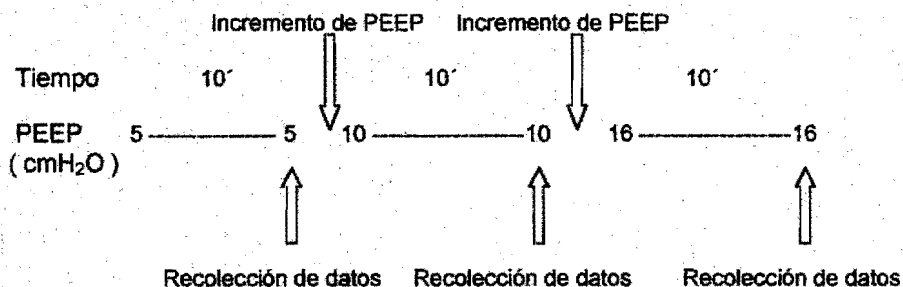 Incremento de PEEP Incremento de PEEP
Tiempo 10´ 10´ 10´
PEEP 5 5 10 10 16 16
(cmH₂O)
Recolección de datos Recolección de datos Recolección de datos